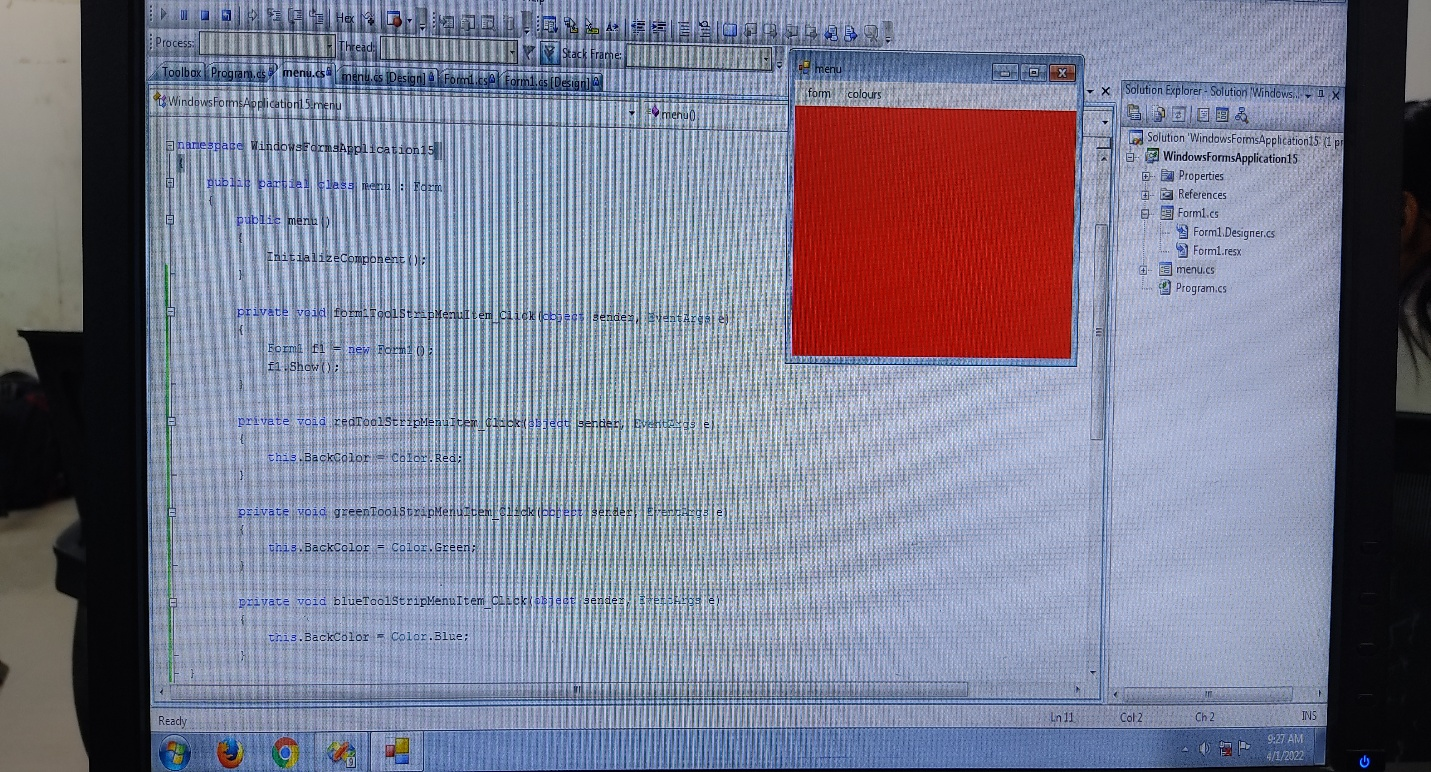 Hex
Process: Thread: Stack Frame:
Toolbox Program.cs menu.cs menu.cs [Design] Form1.cs Form1.cs [Design]
WindowsFormsApplication15.menu menu()
namespace WindowsFormsApplication15
{
public partial class menu : Form
{
public menu()
{
InitializeComponent();
}
private void form1ToolStripMenuItem_Click(object sender, EventArgs e)
{
Form1 f1 = new Form1();
f1.Show();
}
private void redToolStripMenuItem_Click(object sender, EventArgs e)
{
this.BackColor = Color.Red;
}
private void greenToolStripMenuItem_Click(object sender, EventArgs e)
{
this.BackColor = Color.Green;
}
private void blueToolStripMenuItem_Click(object sender, EventArgs e)
{
this.BackColor = Color.Blue;
}
}
menu
form colours
Solution Explorer - Solution 'Windows...
Solution 'WindowsFormsApplication15' (1 pr
WindowsFormsApplication15
Properties
References
Form1.cs
Form1.Designer.cs
Form1.resx
menu.cs
Program.cs
Ready Ln 11 Col 2 Ch 2 INS
9:27 AM
4/1/2022